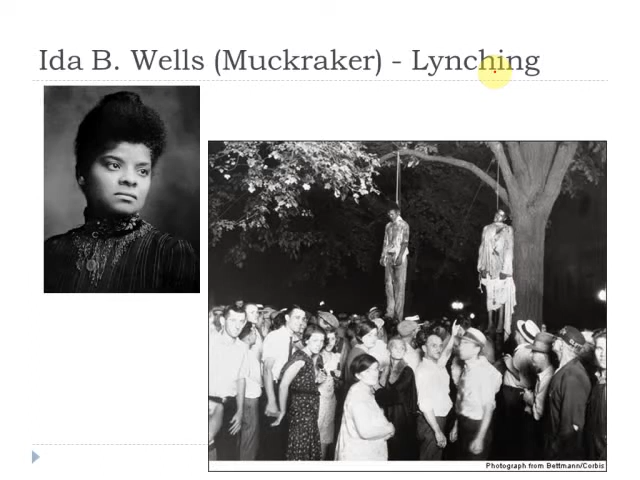 Ida B. Wells (Muckraker) - Lynching
Photograph from Bettmann/Corbis